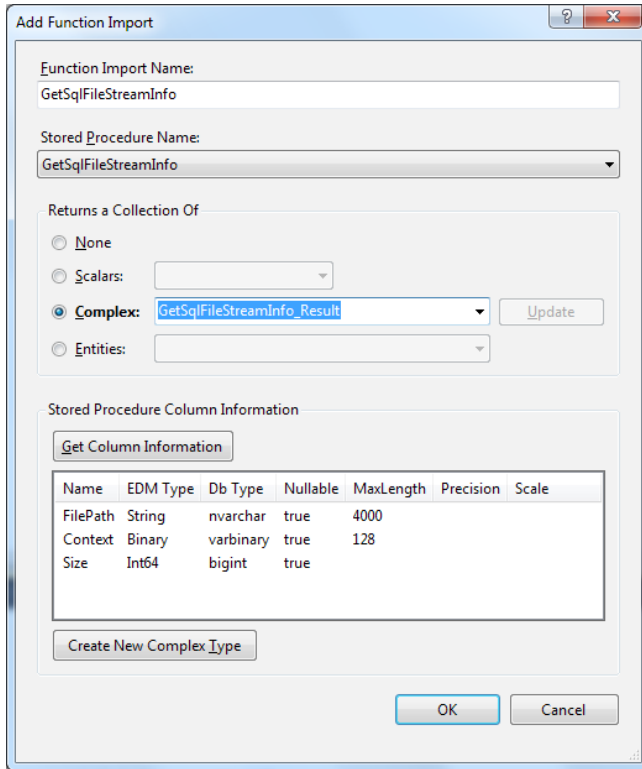 Add Function Import
Function Import Name:
GetSqlFileStreamInfo
Stored Procedure Name:
GetSqlFileStreamInfo
Returns a Collection Of
None
Scalars:
Complex: GetSqlFileStreamInfo_Result Update
Entities:
Stored Procedure Column Information
Get Column Information
Name EDM Type Db Type Nullable MaxLength Precision Scale
FilePath String nvarchar true 4000
Context Binary varbinary true 128
Size Int64 bigint true
Create New Complex Type
OK Cancel